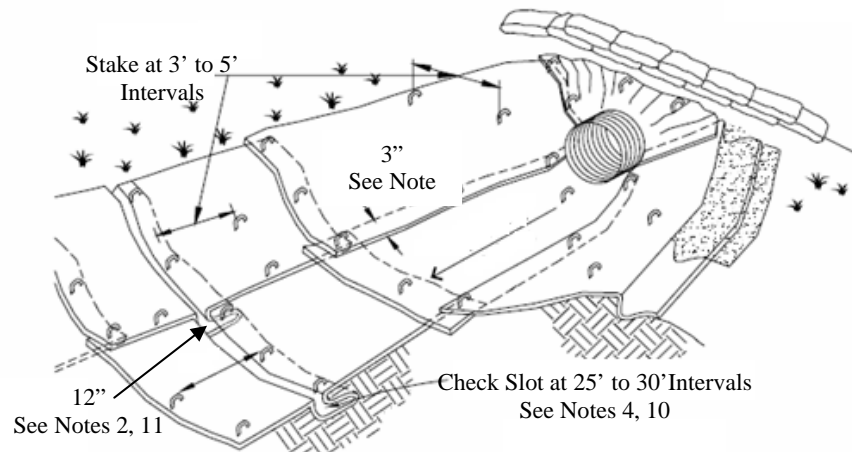 Stake at 3’ to 5’
Intervals
3”
See Note
12”
See Notes 2, 11
Check Slot at 25’ to 30’Intervals
See Notes 4, 10